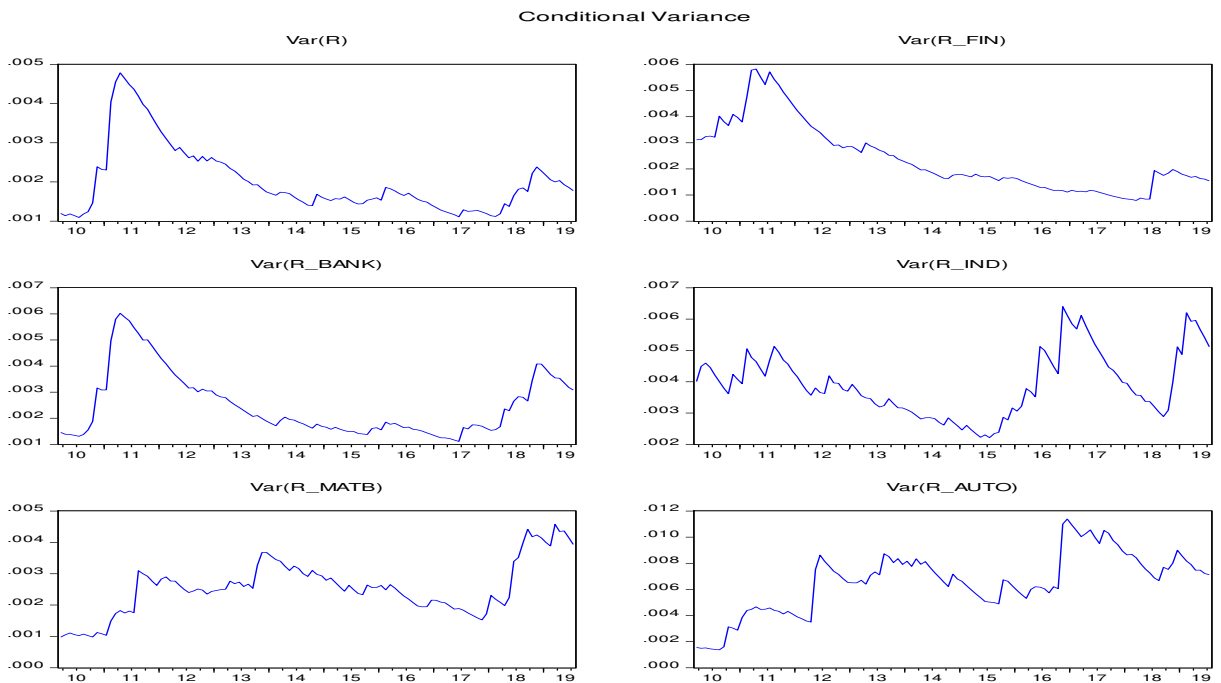 Conditional Variance
Var(R)
.005
.004
.003
.002
.001
10 11 12 13 14 15 16 17 18 19
Var(R_FIN)
.006
.005
.004
.003
.002
.001
.000
10 11 12 13 14 15 16 17 18 19
Var(R_BANK)
.007
.006
.005
.004
.003
.002
.001
10 11 12 13 14 15 16 17 18 19
Var(R_IND)
.007
.006
.005
.004
.003
.002
10 11 12 13 14 15 16 17 18 19
Var(R_MATB)
.005
.004
.003
.002
.001
.000
10 11 12 13 14 15 16 17 18 19
Var(R_AUTO)
.012
.010
.008
.006
.004
.002
.000
10 11 12 13 14 15 16 17 18 19